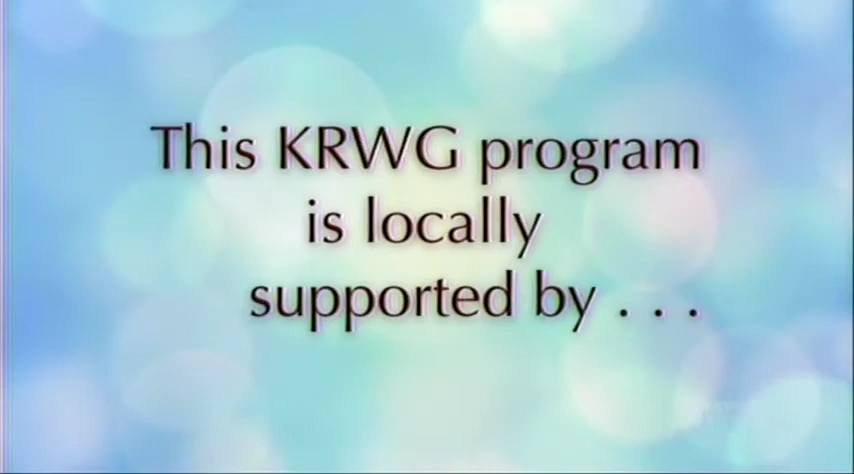 This KRWG program
is locally
supported by . . .